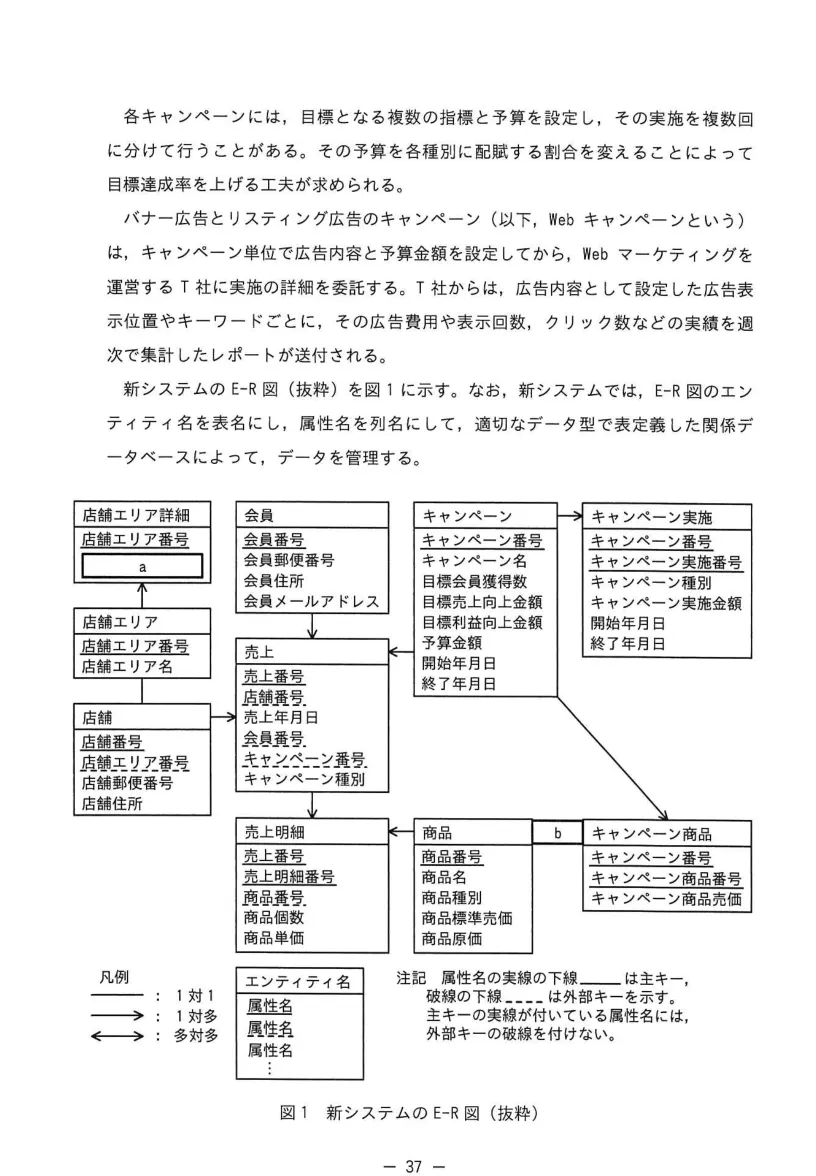 各キャンペーンには，目標となる複数の指標と予算を設定し，その実施を複数回
に分けて行うことがある。その予算を各種別に配賦する割合を変えることによって
目標達成率を上げる工夫が求められる。
バナー広告とリスティング広告のキャンペーン（以下，Web キャンペーンという）
は，キャンペーン単位で広告内容と予算金額を設定してから，Web マーケティングを
運営する T 社に実施の詳細を委託する。T 社からは，広告内容として設定した広告表
示位置やキーワードごとに，その広告費用や表示回数，クリック数などの実績を週
次で集計したレポートが送付される。
新システムの E-R 図（抜粋）を図 1 に示す。なお，新システムでは，E-R 図のエン
ティティ名を表名にし，属性名を列名にして，適切なデータ型で表定義した関係デ
ータベースによって，データを管理する。
店舗エリア詳細
店舗エリア番号
a
店舗エリア
店舗エリア番号
店舗エリア名
店舗
店舗番号
店舗エリア番号
店舗郵便番号
店舗住所
会員
会員番号
会員郵便番号
会員住所
会員メールアドレス
売上
売上番号
店舗番号
売上年月日
会員番号
キャンペーン番号
キャンペーン種別
売上明細
売上番号
売上明細番号
商品番号
商品個数
商品単価
キャンペーン
キャンペーン番号
キャンペーン名
目標会員獲得数
目標売上向上金額
目標利益向上金額
予算金額
開始年月日
終了年月日
キャンペーン実施
キャンペーン番号
キャンペーン実施番号
キャンペーン種別
キャンペーン実施金額
開始年月日
終了年月日
商品
商品番号
商品名
商品種別
商品標準売価
商品原価
b
キャンペーン商品
キャンペーン番号
キャンペーン商品番号
キャンペーン商品売価
凡例
：1 対 1
：1 対多
：多対多
エンティティ名
属性名
属性名
属性名
⋮
注記 属性名の実線の下線____は主キー，
破線の下線____は外部キーを示す。
主キーの実線が付いている属性名には，
外部キーの破線を付けない。
図 1 新システムの E-R 図（抜粋）
－ 37 －